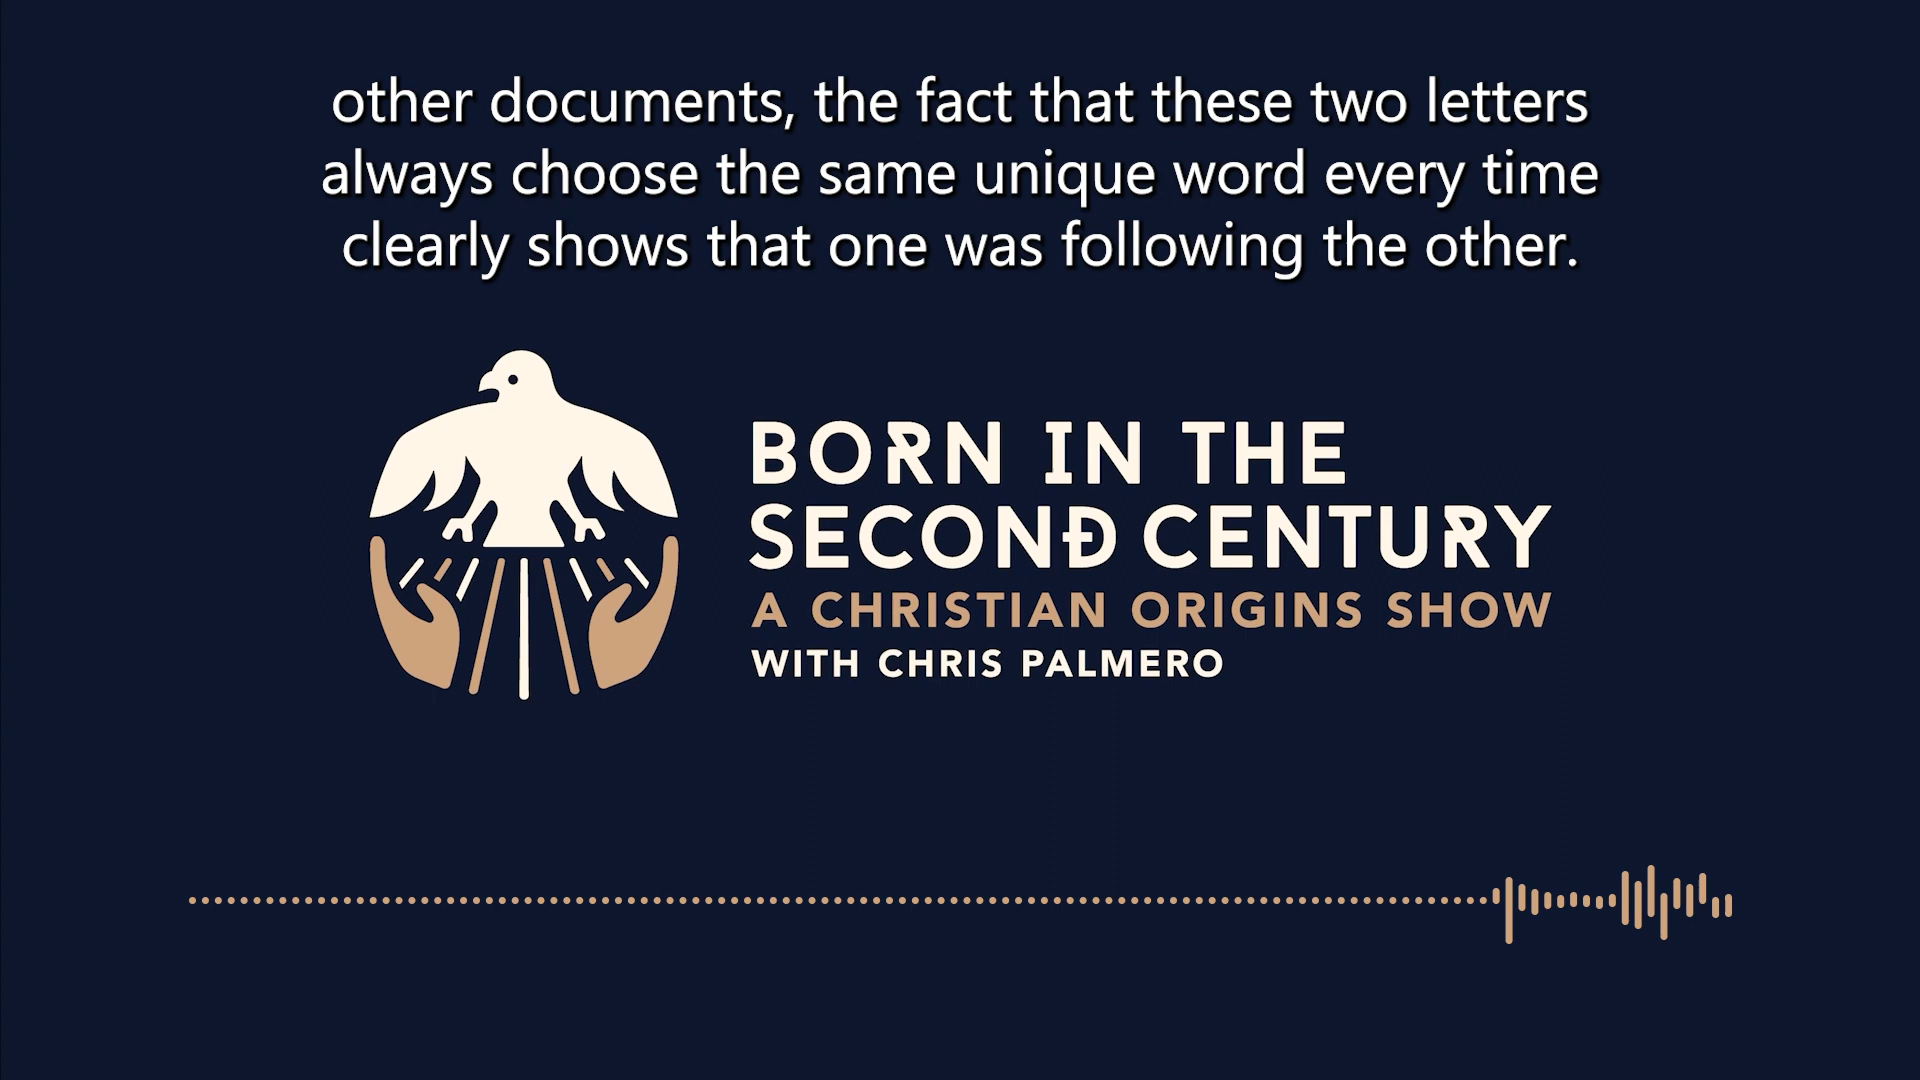 other documents, the fact that these two letters
always choose the same unique word every time
clearly shows that one was following the other.
BORN IN THE
SECOND CENTURY
A CHRISTIAN ORIGINS SHOW
WITH CHRIS PALMERO